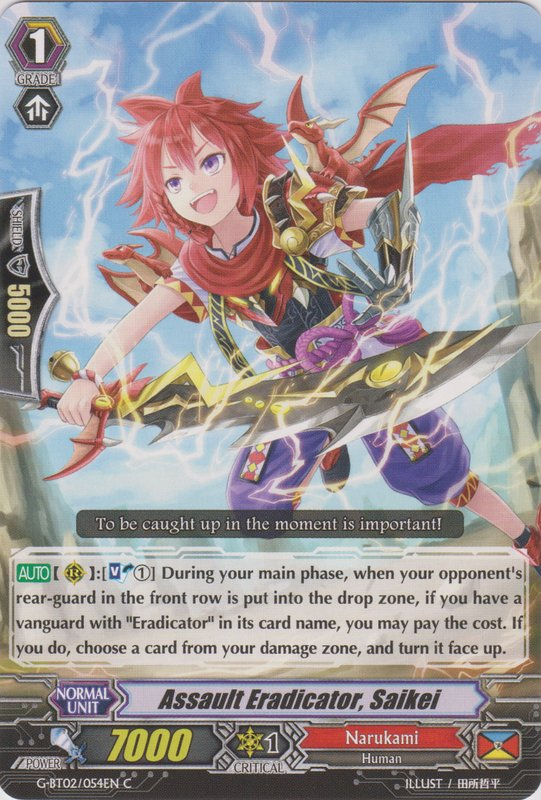 1
GRADE
SHIELD
5000
To be caught up in the moment is important!
AUTO [ R ]:[ V ①] During your main phase, when your opponent's
rear-guard in the front row is put into the drop zone, if you have a
vanguard with "Eradicator" in its card name, you may pay the cost. If
you do, choose a card from your damage zone, and turn it face up.
NORMAL
UNIT
Assault Eradicator, Saikei
POWER
7000
1
CRITICAL
Narukami
Human
G-BT02/054EN C
ILLUST / 田所哲平